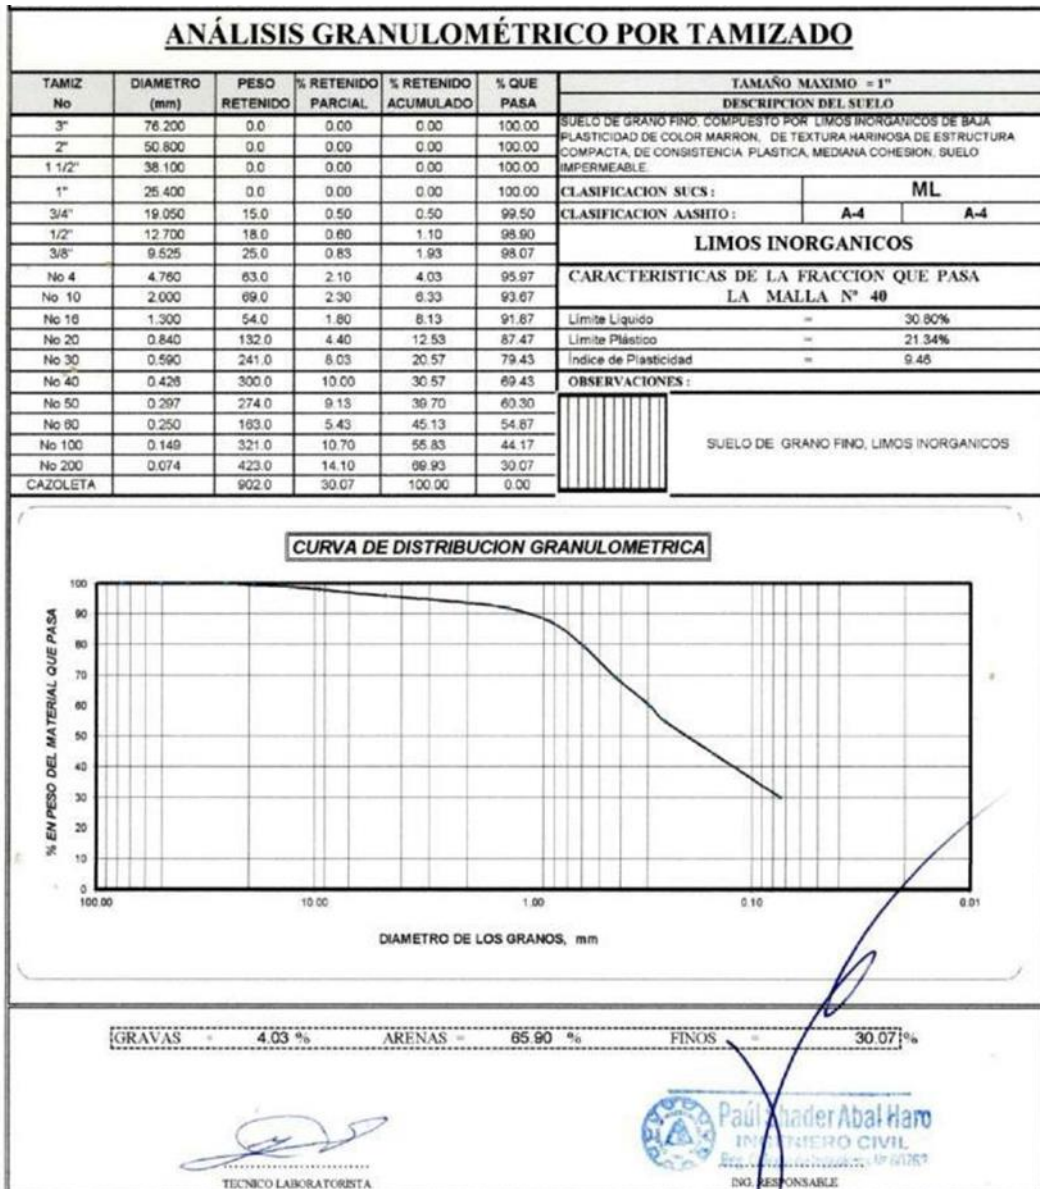 ANÁLISIS GRANULOMÉTRICO POR TAMIZADO
TAMIZ No DIAMETRO (mm) PESO RETENIDO % RETENIDO PARCIAL % RETENIDO ACUMULADO % QUE PASA
3" 76.200 0.0 0.00 0.00 100.00
2" 50.800 0.0 0.00 0.00 100.00
1 1/2" 38.100 0.0 0.00 0.00 100.00
1" 25.400 0.0 0.00 0.00 100.00
3/4" 19.050 15.0 0.50 0.50 99.50
1/2" 12.700 18.0 0.60 1.10 98.90
3/8" 9.525 25.0 0.83 1.93 98.07
No 4 4.760 63.0 2.10 4.03 95.97
No 10 2.000 69.0 2.30 6.33 93.67
No 16 1.300 54.0 1.80 8.13 91.87
No 20 0.840 132.0 4.40 12.53 87.47
No 30 0.590 241.0 8.03 20.57 79.43
No 40 0.426 300.0 10.00 30.57 69.43
No 50 0.297 274.0 9.13 39.70 60.30
No 60 0.250 163.0 5.43 45.13 54.87
No 100 0.149 321.0 10.70 55.83 44.17
No 200 0.074 423.0 14.10 69.93 30.07
CAZOLETA 902.0 30.07 100.00 0.00
TAMAÑO MAXIMO = 1"
DESCRIPCION DEL SUELO
SUELO DE GRANO FINO, COMPUESTO POR LIMOS INORGANICOS DE BAJA
PLASTICIDAD DE COLOR MARRON, DE TEXTURA HARINOSA DE ESTRUCTURA
COMPACTA, DE CONSISTENCIA PLASTICA, MEDIANA COHESION, SUELO
IMPERMEABLE.
CLASIFICACION SUCS : ML
CLASIFICACION AASHTO : A-4 A-4
LIMOS INORGANICOS
CARACTERISTICAS DE LA FRACCION QUE PASA
LA MALLA Nº 40
Limite Liquido = 30.80%
Limite Plástico = 21.34%
Índice de Plasticidad = 9.46
OBSERVACIONES :
SUELO DE GRANO FINO, LIMOS INORGANICOS
CURVA DE DISTRIBUCION GRANULOMETRICA
% EN PESO DEL MATERIAL QUE PASA
100
90
80
70
60
50
40
30
20
10
0
100.00 10.00 1.00 0.10 0.01
DIAMETRO DE LOS GRANOS, mm
GRAVAS = 4.03 % ARENAS = 65.90 % FINOS = 30.07 %
Abal Haro
INGENIERO CIVIL
TECNICO LABORATORISTA
ING. RESPONSABLE